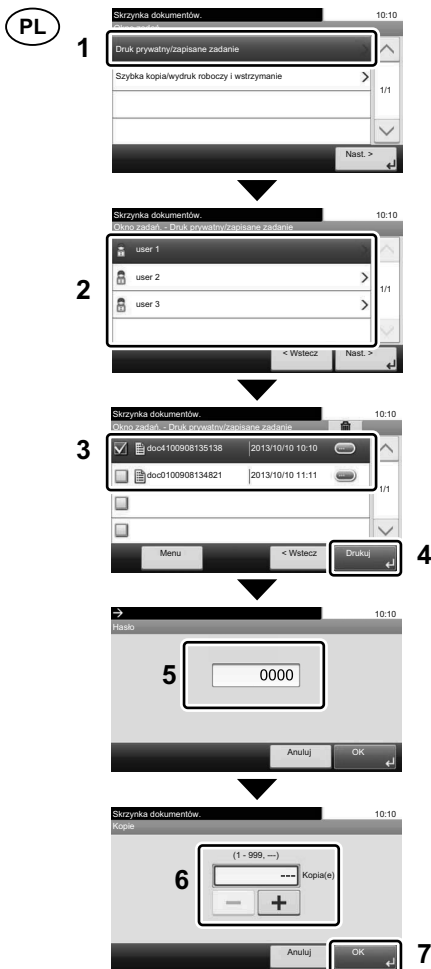 PL
1
Skrzynka dokumentów. 10:10
Okno zadań.
Druk prywatny/zapisane zadanie
Szybka kopia/wydruk roboczy i wstrzymanie
1/1
Nast. >
2
Skrzynka dokumentów. 10:10
Okno zadań. - Druk prywatny/zapisane zadanie
user 1
user 2
1/1
user 3
< Wstecz Nast. >
3
Skrzynka dokumentów. 10:10
Okno zadań. - Druk prywatny/zapisane zadanie
doc4100908135138 2013/10/10 10:10
doc0100908134821 2013/10/10 11:11
1/1
Menu < Wstecz Drukuj
4
10:10
Hasło
5
0000
Anuluj OK
Skrzynka dokumentów. 10:10
Kopie
6
(1 - 999, ---)
--- Kopia(e)
Anuluj OK
7